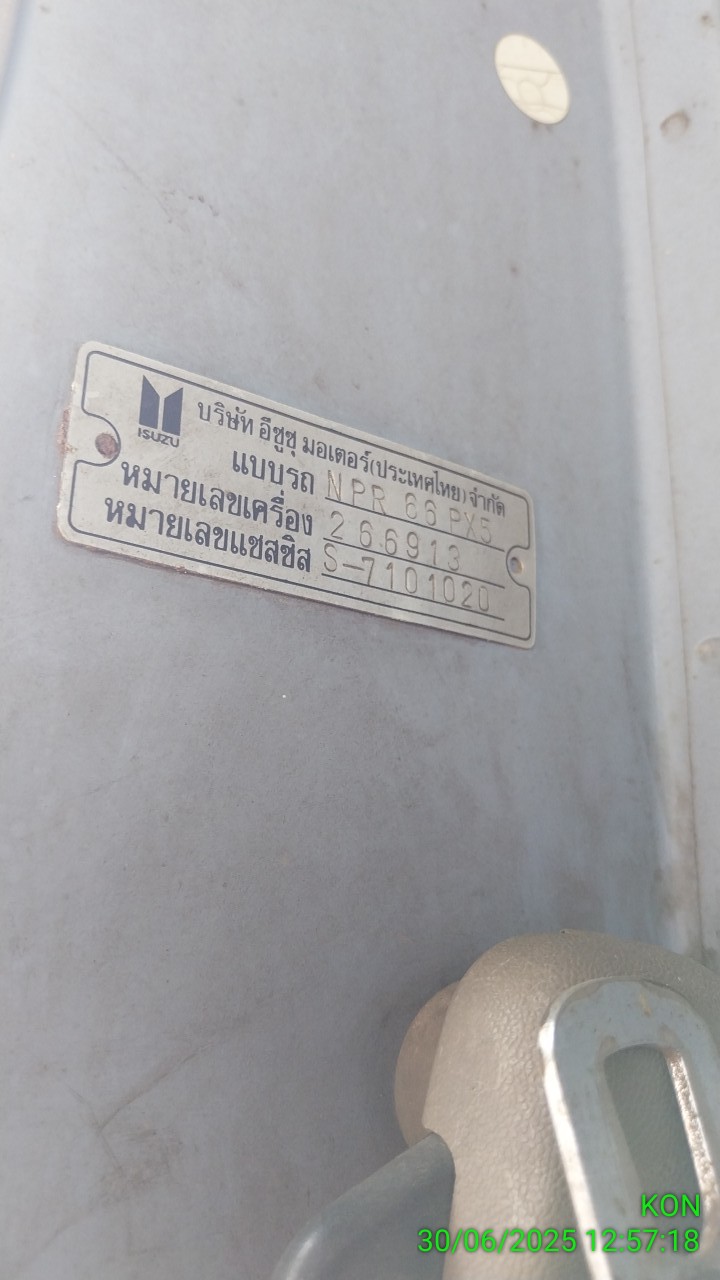 ISUZU
บริษัท อีซูซุ มอเตอร์(ประเทศไทย) จำกัด
แบบรถ NPR 66 PX5
หมายเลขเครื่อง 266913
หมายเลขแชสซิส S-7101020
KON
30/06/2025 12:57:18